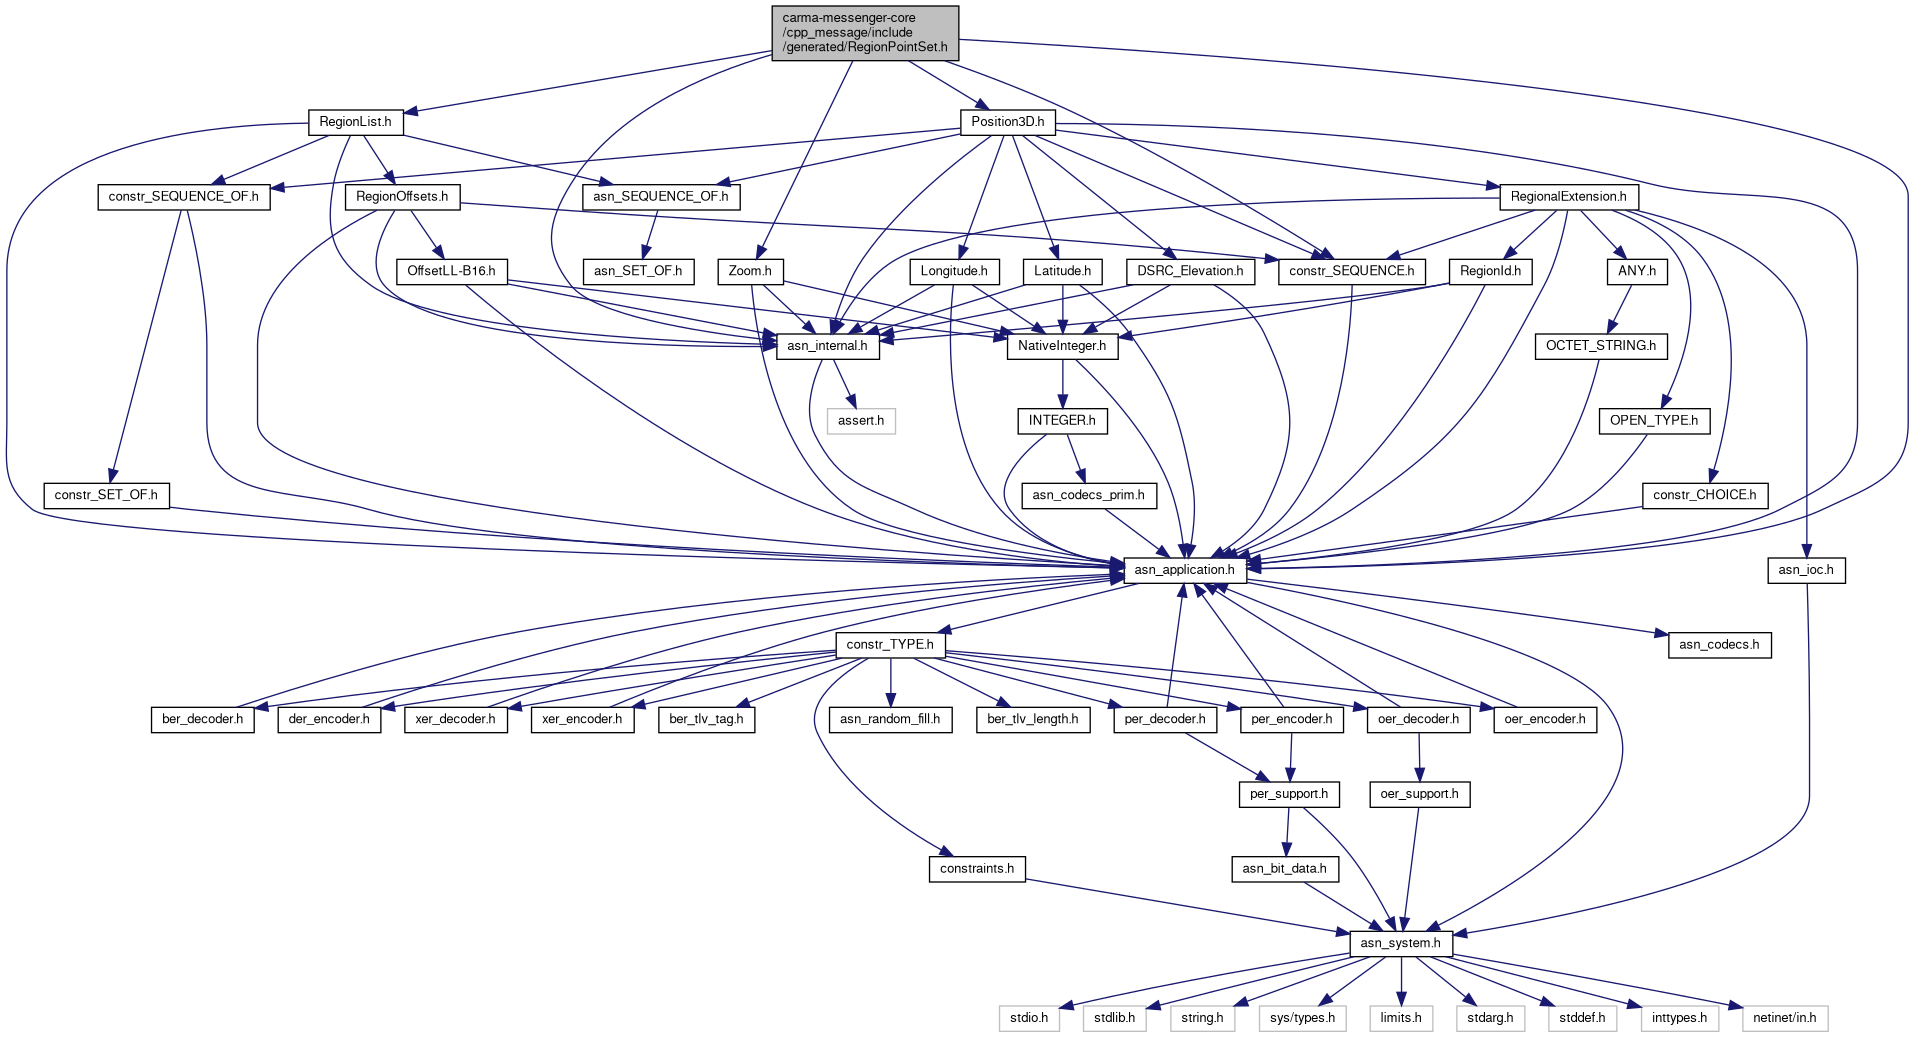 carma-messenger-core
/cpp_message/include
/generated/RegionPointSet.h
RegionList.h
Position3D.h
constr_SEQUENCE_OF.h
RegionOffsets.h
asn_SEQUENCE_OF.h
RegionalExtension.h
OffsetLL-B16.h
asn_SET_OF.h
Zoom.h
Longitude.h
Latitude.h
DSRC_Elevation.h
constr_SEQUENCE.h
RegionId.h
ANY.h
asn_internal.h
NativeInteger.h
OCTET_STRING.h
assert.h
INTEGER.h
OPEN_TYPE.h
constr_SET_OF.h
asn_codecs_prim.h
constr_CHOICE.h
asn_application.h
asn_ioc.h
constr_TYPE.h
asn_codecs.h
ber_decoder.h
der_encoder.h
xer_decoder.h
xer_encoder.h
ber_tlv_tag.h
asn_random_fill.h
ber_tlv_length.h
per_decoder.h
per_encoder.h
oer_decoder.h
oer_encoder.h
per_support.h
oer_support.h
constraints.h
asn_bit_data.h
asn_system.h
stdio.h
stdlib.h
string.h
sys/types.h
limits.h
stdarg.h
stddef.h
inttypes.h
netinet/in.h